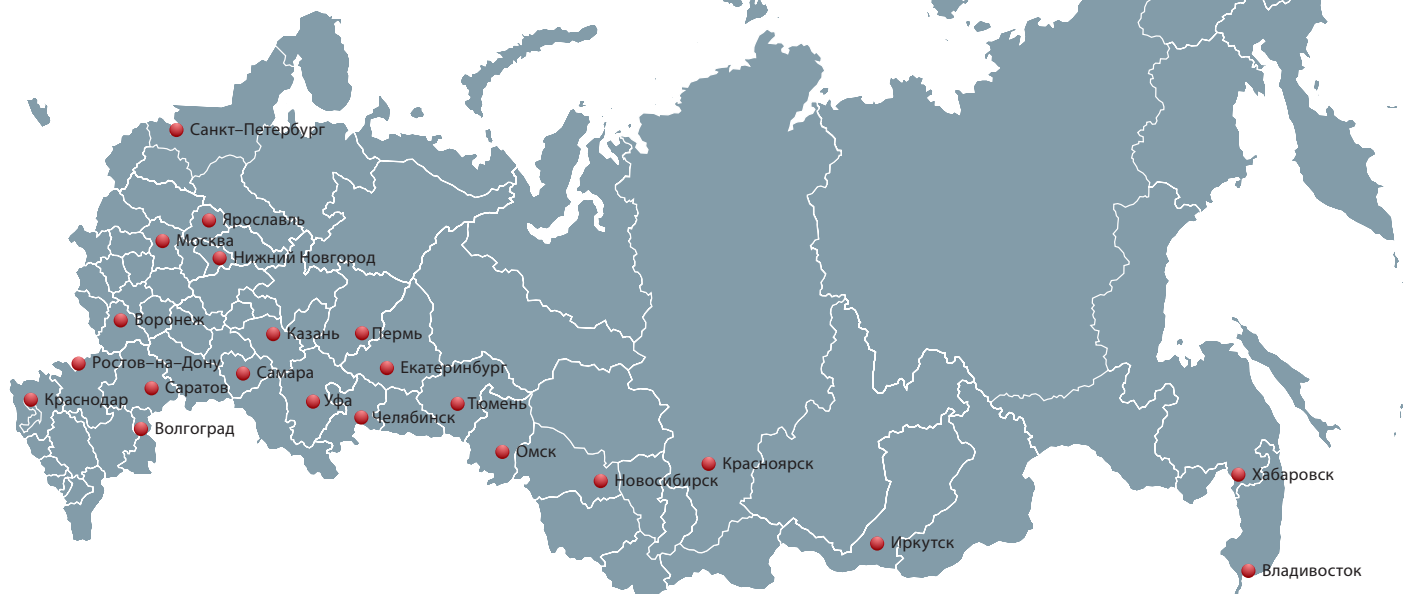 Санкт–Петербург
Ярославль
Москва
Нижний Новгород
Воронеж
Казань
Пермь
Ростов–на–Дону
Екатеринбург
Самара
Саратов
Краснодар
Уфа
Тюмень
Челябинск
Волгоград
Омск
Красноярск
Новосибирск
Хабаровск
Иркутск
Владивосток